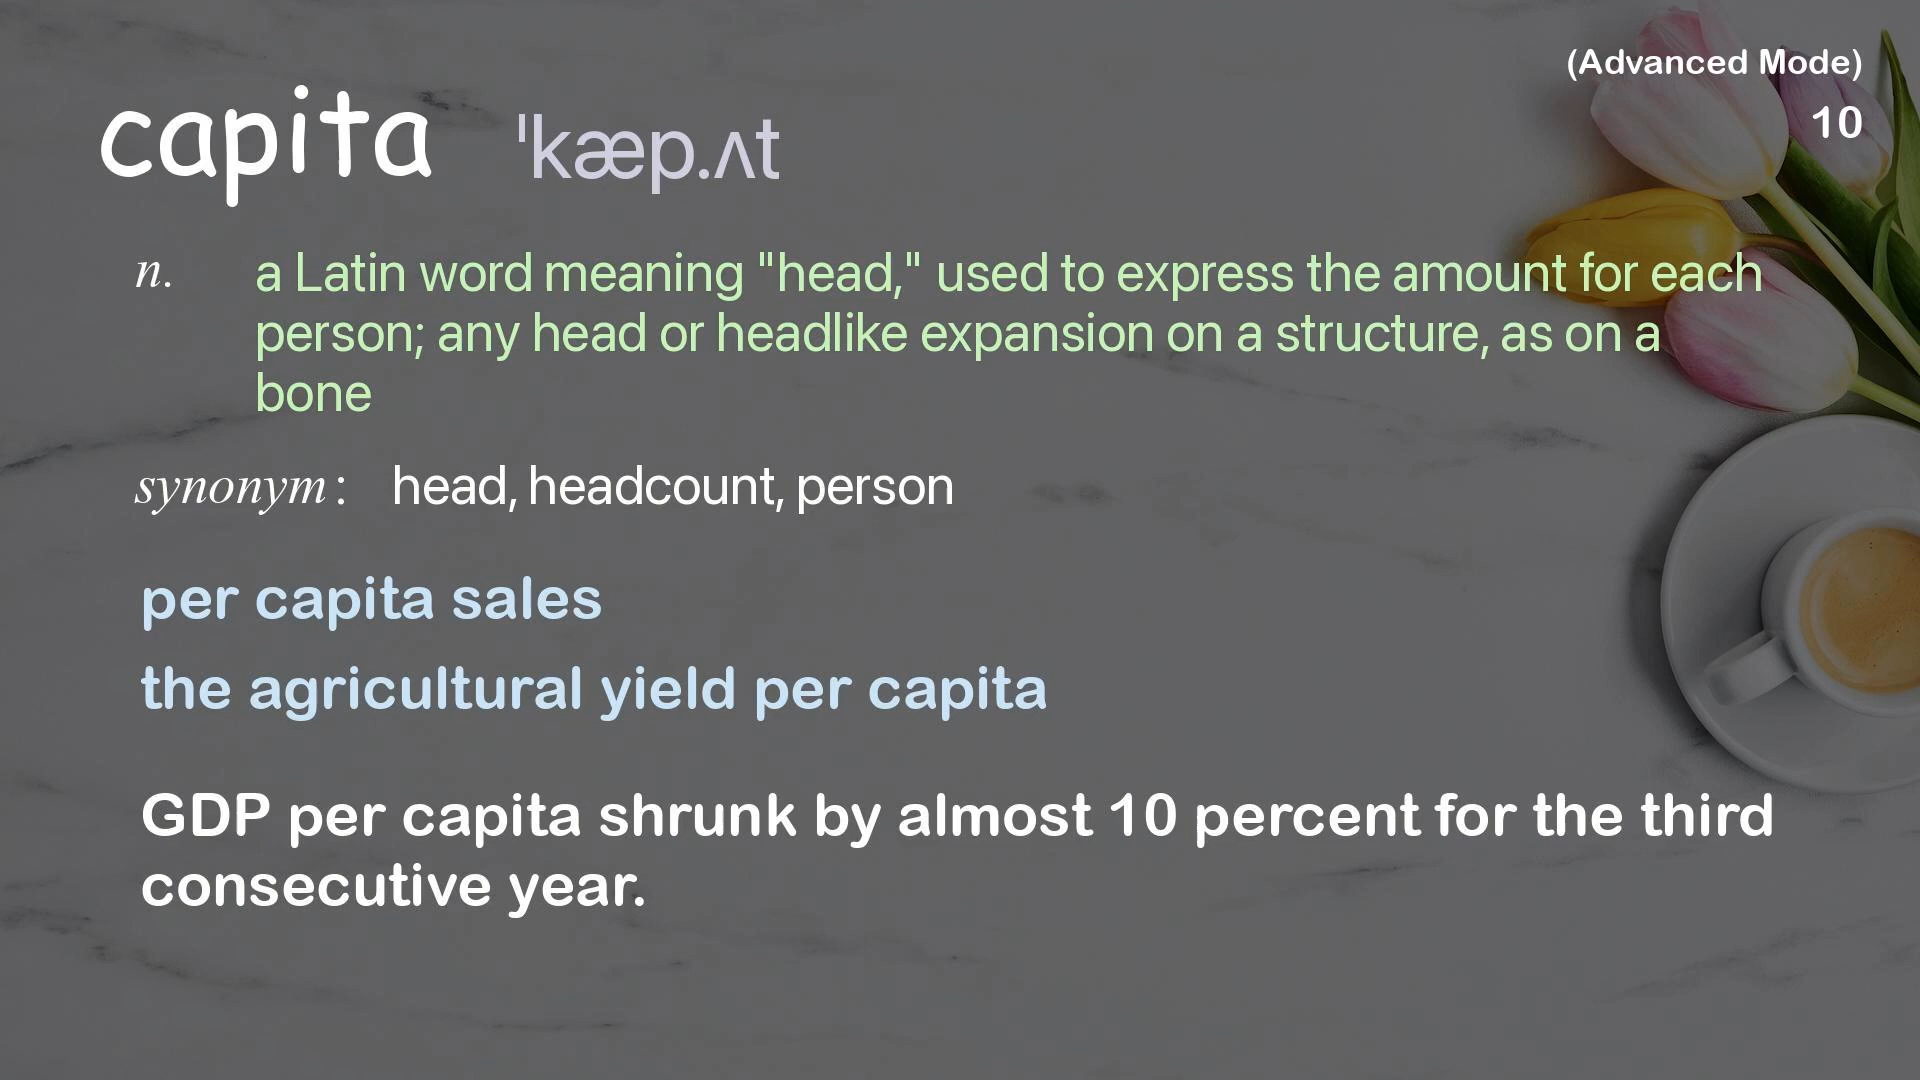 (Advanced Mode)
capita ˈkæp.ʌt
10
n. a Latin word meaning "head," used to express the amount for each
person; any head or headlike expansion on a structure, as on a
bone
synonym : head, headcount, person
per capita sales
the agricultural yield per capita
GDP per capita shrunk by almost 10 percent for the third
consecutive year.